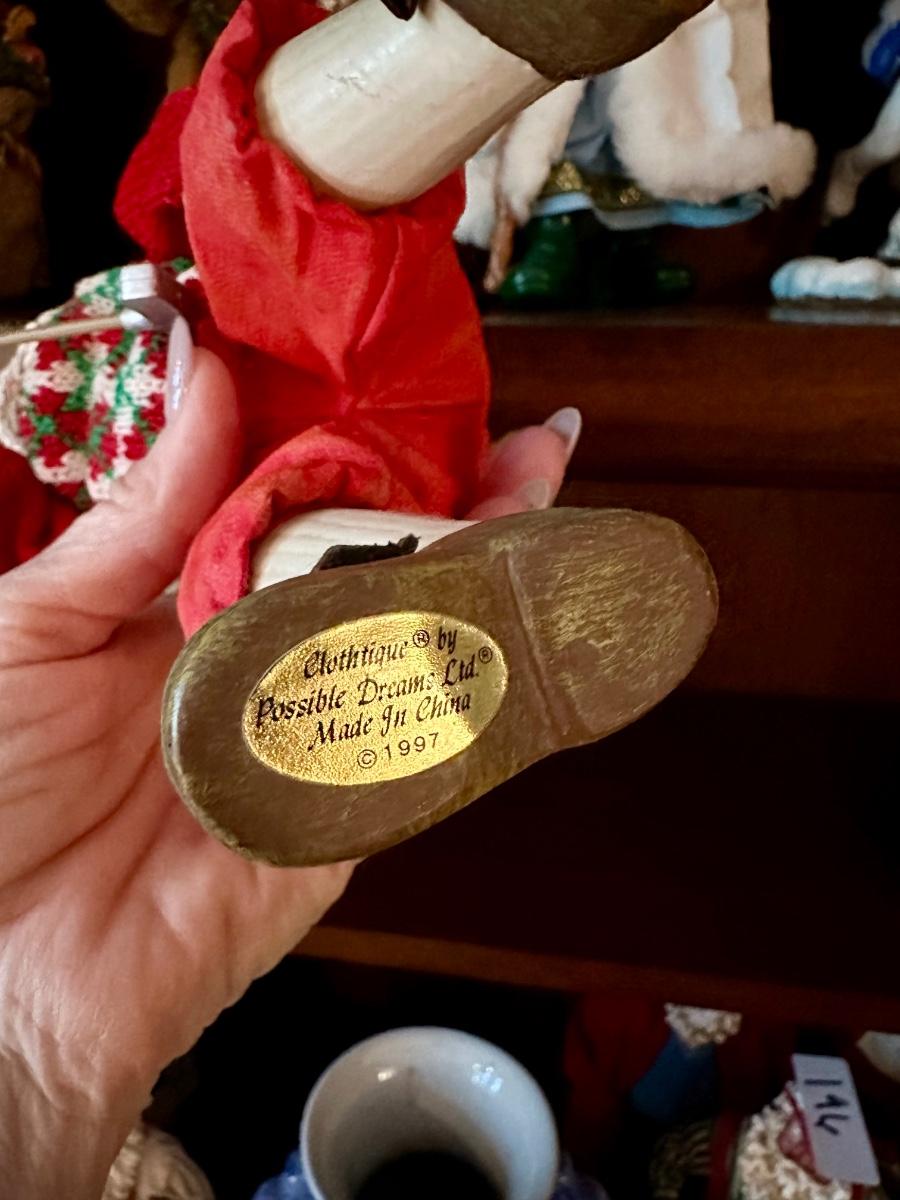 Clothtique® by
Possible Dreams Ltd.®
Made In China
©1997